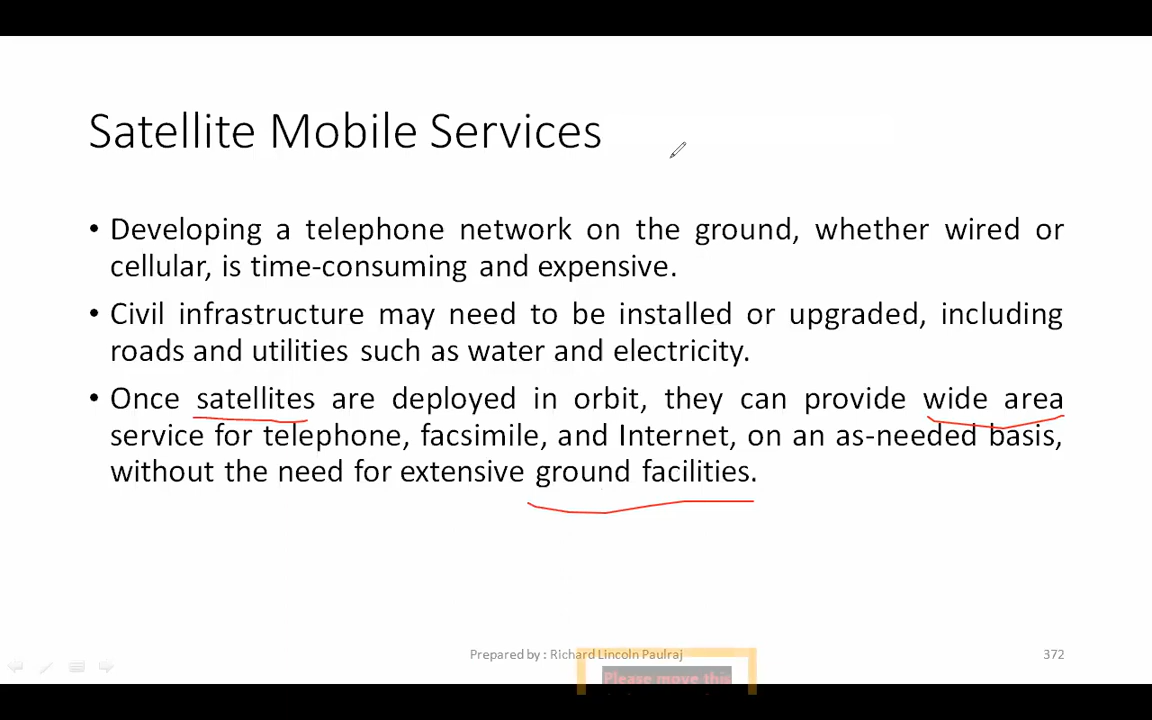 Satellite Mobile Services
• Developing a telephone network on the ground, whether wired or
cellular, is time-consuming and expensive.
• Civil infrastructure may need to be installed or upgraded, including
roads and utilities such as water and electricity.
• Once satellites are deployed in orbit, they can provide wide area
service for telephone, facsimile, and Internet, on an as-needed basis,
without the need for extensive ground facilities.
Prepared by : Richard Lincoln Paulraj
372
Please move this